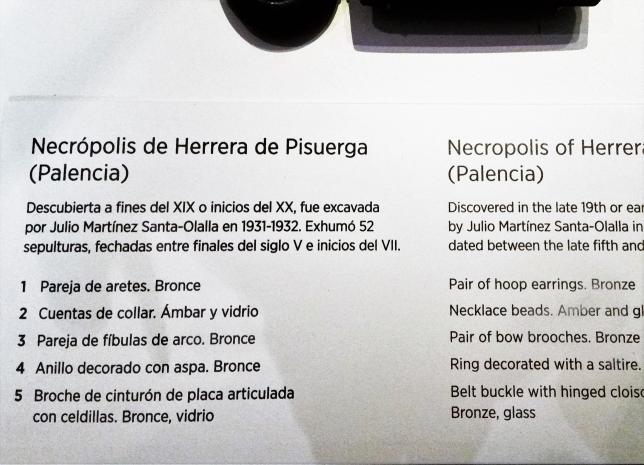 Necrópolis de Herrera de Pisuerga
(Palencia)
Descubierta a fines del XIX o inicios del XX, fue excavada
por Julio Martínez Santa-Olalla en 1931-1932. Exhumó 52
sepulturas, fechadas entre finales del siglo V e inicios del VII.
1 Pareja de aretes. Bronce
2 Cuentas de collar. Ámbar y vidrio
3 Pareja de fíbulas de arco. Bronce
4 Anillo decorado con aspa. Bronce
5 Broche de cinturón de placa articulada
con celdillas. Bronce, vidrio
Necropolis of
(Palencia)
Discovered in the late 19th or
by Julio Martínez Santa-Olalla in
dated between the late fifth and
Pair of hoop earrings. Bronze
Necklace beads. Amber and
Pair of bow brooches. Bronze
Ring decorated with a saltire.
Belt buckle with hinged
Bronze, glass